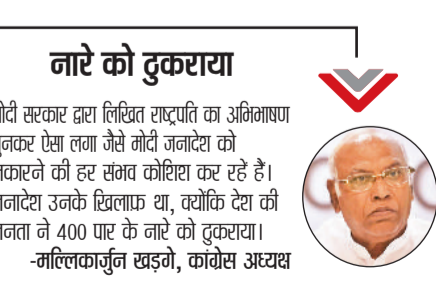 नारे को ठुकराया
मोदी सरकार द्वारा लिखित राष्ट्रपति का अभिभाषण
सुनकर ऐसा लगा जैसे मोदी जनादेश को
नकारने की हर संभव कोशिश कर रहें हैं।
जनादेश उनके खिलाफ़ था, क्योंकि देश की
जनता ने 400 पार के नारे को ठुकराया।
-मल्लिकार्जुन खड़गे, कांग्रेस अध्यक्ष